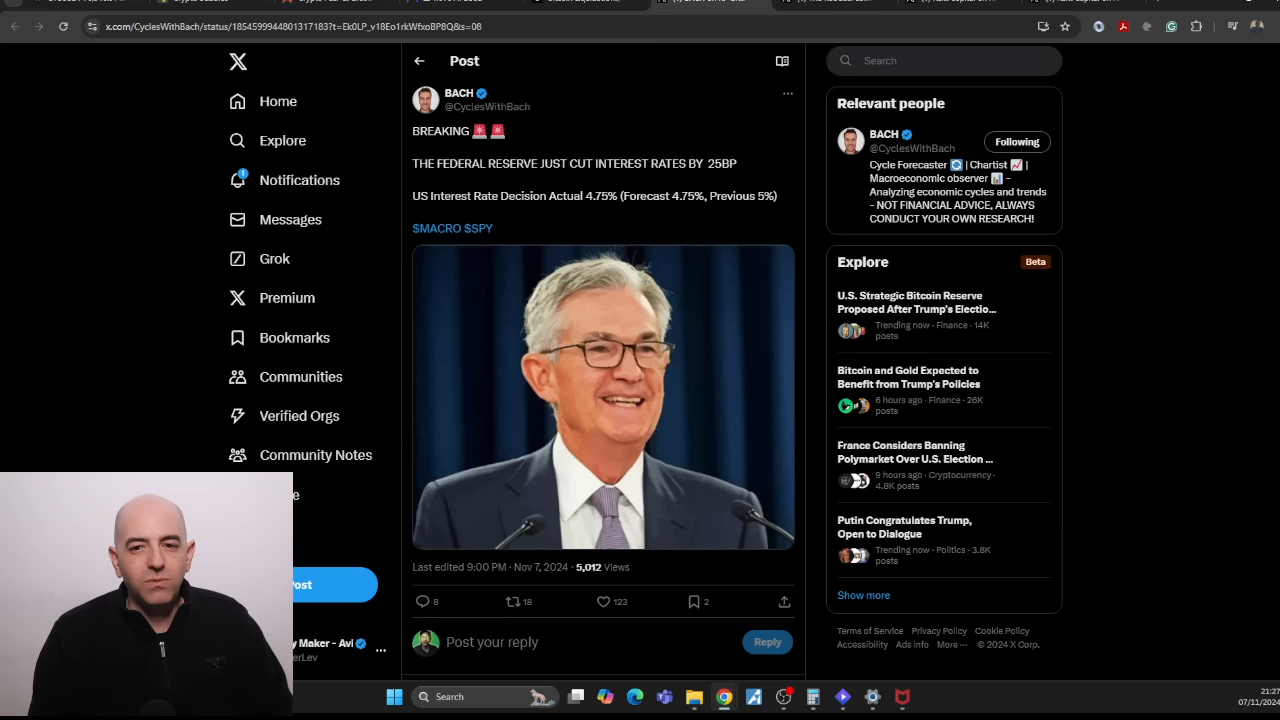 x.com/CyclesWithBach/status/1854599944801317183?t=Ek0LP_v18Eo1rkWfxoBP8Q&s=08
Home
Explore
Notifications
1
Messages
Grok
Premium
Bookmarks
Communities
Verified Orgs
Community Notes
Post
BACH
@CyclesWithBach
BREAKING
THE FEDERAL RESERVE JUST CUT INTEREST RATES BY 25BP
US Interest Rate Decision Actual 4.75% (Forecast 4.75%, Previous 5%)
$MACRO $SPY
Last edited 9:00 PM · Nov 7, 2024 · 5,012 Views
8
18
123
2
Post your reply
Reply
Search
Relevant people
BACH
@CyclesWithBach
Following
Cycle Forecaster | Chartist |
Macroeconomic observer –
Analyzing economic cycles and trends
- NOT FINANCIAL ADVICE, ALWAYS
CONDUCT YOUR OWN RESEARCH!
Explore
Beta
U.S. Strategic Bitcoin Reserve
Proposed After Trump's Electio...
Trending now · Finance · 14K
posts
Bitcoin and Gold Expected to
Benefit from Trump's Policies
6 hours ago · Finance · 26K
posts
France Considers Banning
Polymarket Over U.S. Election ...
9 hours ago · Cryptocurrency ·
4.8K posts
Putin Congratulates Trump,
Open to Dialogue
Trending now · Politics · 3.8K
posts
Show more
Terms of Service Privacy Policy Cookie Policy
Accessibility Ads info More ··· © 2024 X Corp.
ost
y Maker - Avi
erLev
Search
21:27
07/11/2024